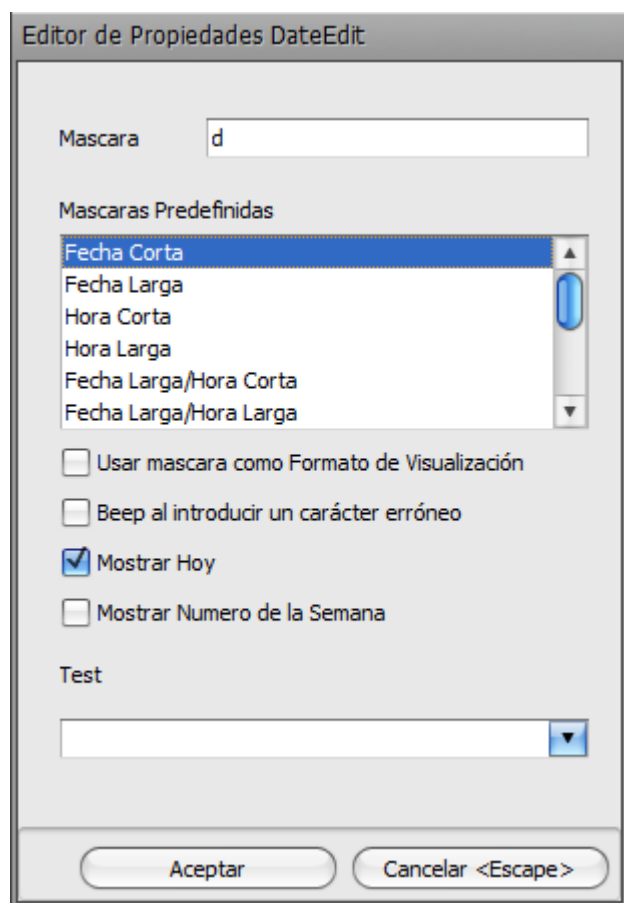 Editor de Propiedades DateEdit
Mascara d
Mascaras Predefinidas
Fecha Corta
Fecha Larga
Hora Corta
Hora Larga
Fecha Larga/Hora Corta
Fecha Larga/Hora Larga
Usar mascara como Formato de Visualización
Beep al introducir un carácter erróneo
Mostrar Hoy
Mostrar Numero de la Semana
Test
Aceptar Cancelar <Escape>